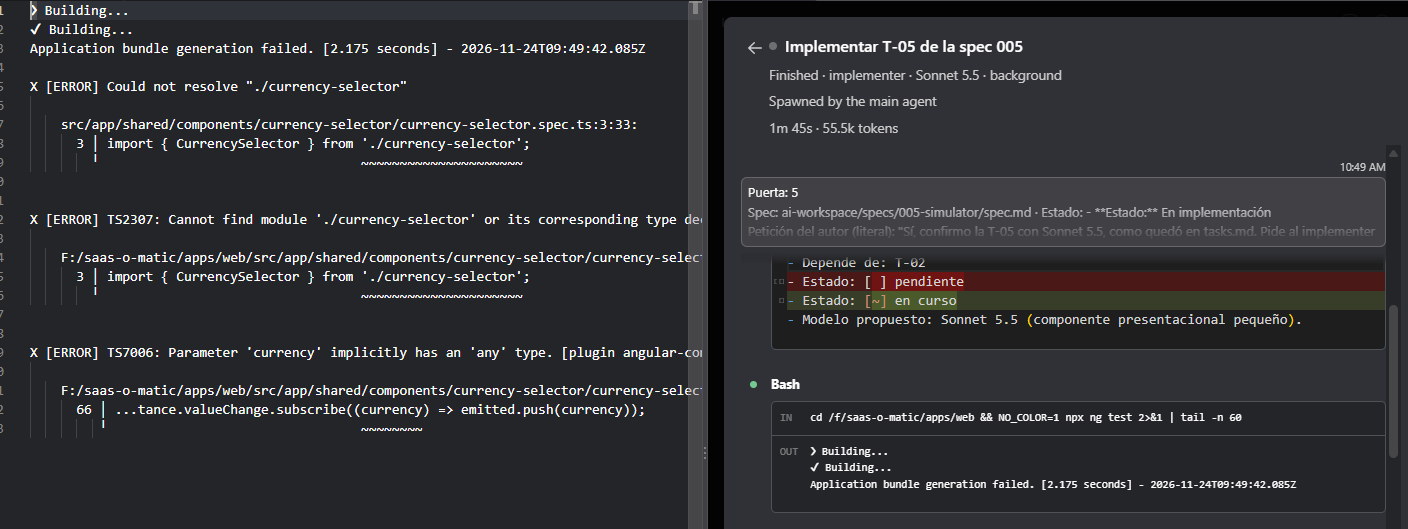 ❯ Building...
✔ Building...
Application bundle generation failed. [2.175 seconds] - 2026-11-24T09:49:42.085Z
X [ERROR] Could not resolve "./currency-selector"
src/app/shared/components/currency-selector/currency-selector.spec.ts:3:33:
3 │ import { CurrencySelector } from './currency-selector';
╵ ~~~~~~~~~~~~~~~~~~~~~
X [ERROR] TS2307: Cannot find module './currency-selector' or its corresponding type
F:/saas-o-matic/apps/web/src/app/shared/components/currency-selector/currency-selec
3 │ import { CurrencySelector } from './currency-selector';
╵ ~~~~~~~~~~~~~~~~~~~~~
X [ERROR] TS7006: Parameter 'currency' implicitly has an 'any' type. [plugin
F:/saas-o-matic/apps/web/src/app/shared/components/currency-selector/currency-selec
66 │ ...tance.valueChange.subscribe((currency) => emitted.push(currency));
╵ ~~~~~~~~
← Implementar T-05 de la spec 005
Finished · implementer · Sonnet 5.5 · background
Spawned by the main agent
1m 45s · 55.5k tokens
10:49 AM
Puerta: 5
Spec: ai-workspace/specs/005-simulator/spec.md · Estado: - **Estado:** En implementación
Petición del autor (literal): "Sí, confirmo la T-05 con Sonnet 5.5, como quedó en tasks.md. Pide al implementer
- Depende de: T-02
- Estado: [ ] pendiente
- Estado: [~] en curso
- Modelo propuesto: Sonnet 5.5 (componente presentacional pequeño).
Bash
IN cd /f/saas-o-matic/apps/web && NO_COLOR=1 npx ng test 2>&1 | tail -n 60
OUT ❯ Building...
✔ Building...
Application bundle generation failed. [2.175 seconds] - 2026-11-24T09:49:42.085Z